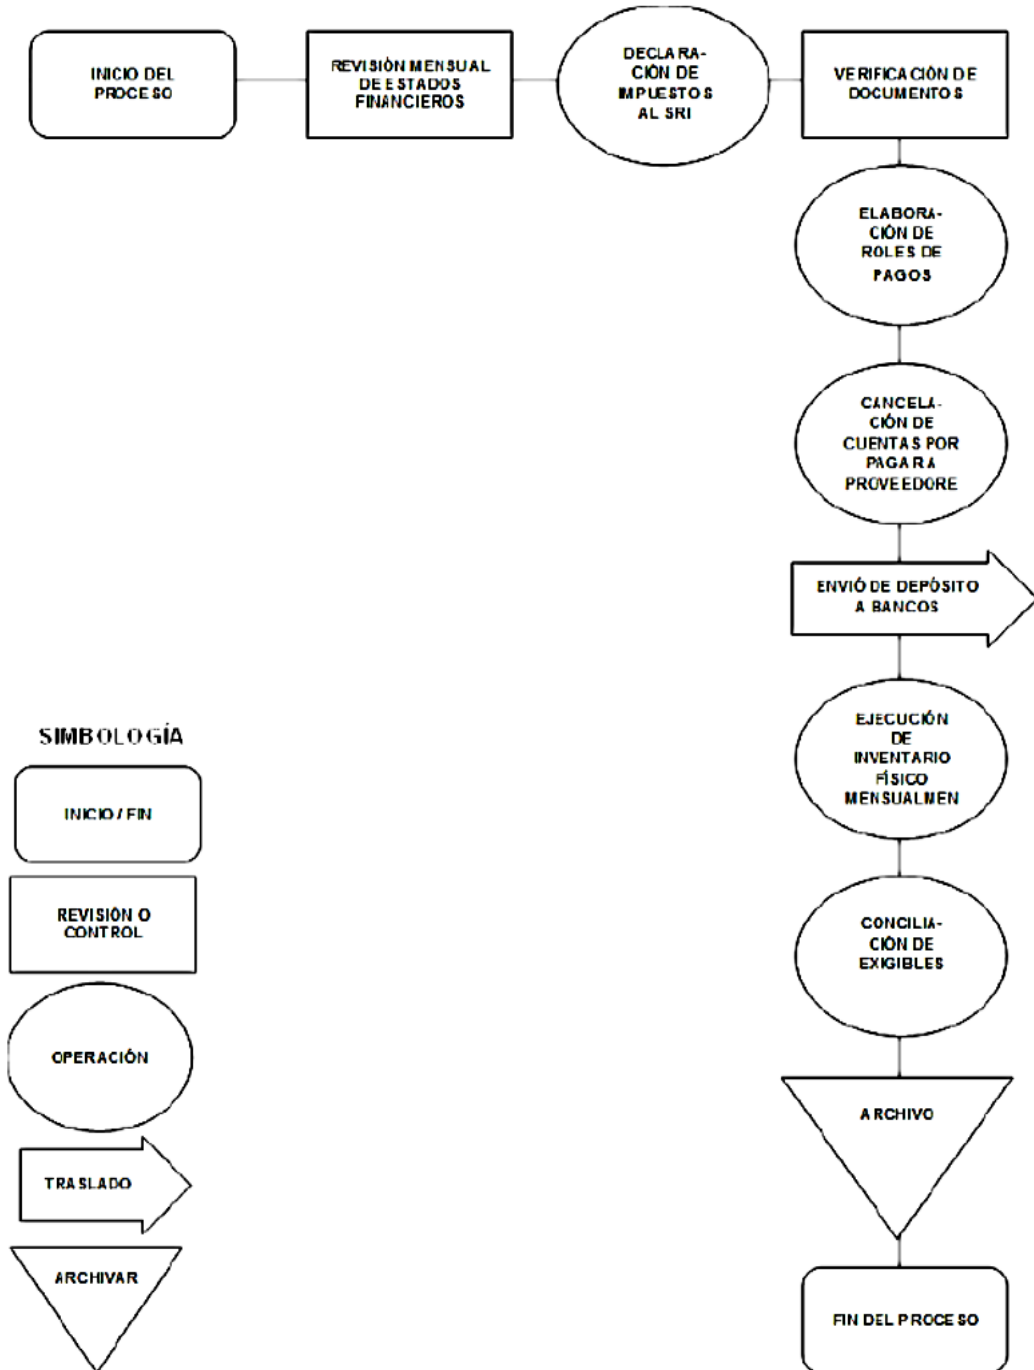 INICIO DEL
PROCESO
REVISIÓN MENSUAL
DE ESTADOS
FINANCIEROS
DECLARA-
CIÓN DE
IMPUESTOS
AL SRI
VERIFICACIÓN DE
DOCUMENTOS
ELABORA-
CIÓN DE
ROLES DE
PAGOS
CANCELA-
CIÓN DE
CUENTAS POR
PAGAR A
PROVEEDORE
ENVIÓ DE DEPÓSITO
A BANCOS
EJECUCIÓN
DE
INVENTARIO
FÍSICO
MENSUALMEN
CONCILIA-
CIÓN DE
EXIGIBLES
ARCHIVO
FIN DEL PROCESO
SIMBOLOGÍA
INICIO / FIN
REVISIÓN O
CONTROL
OPERACIÓN
TRASLADO
ARCHIVAR